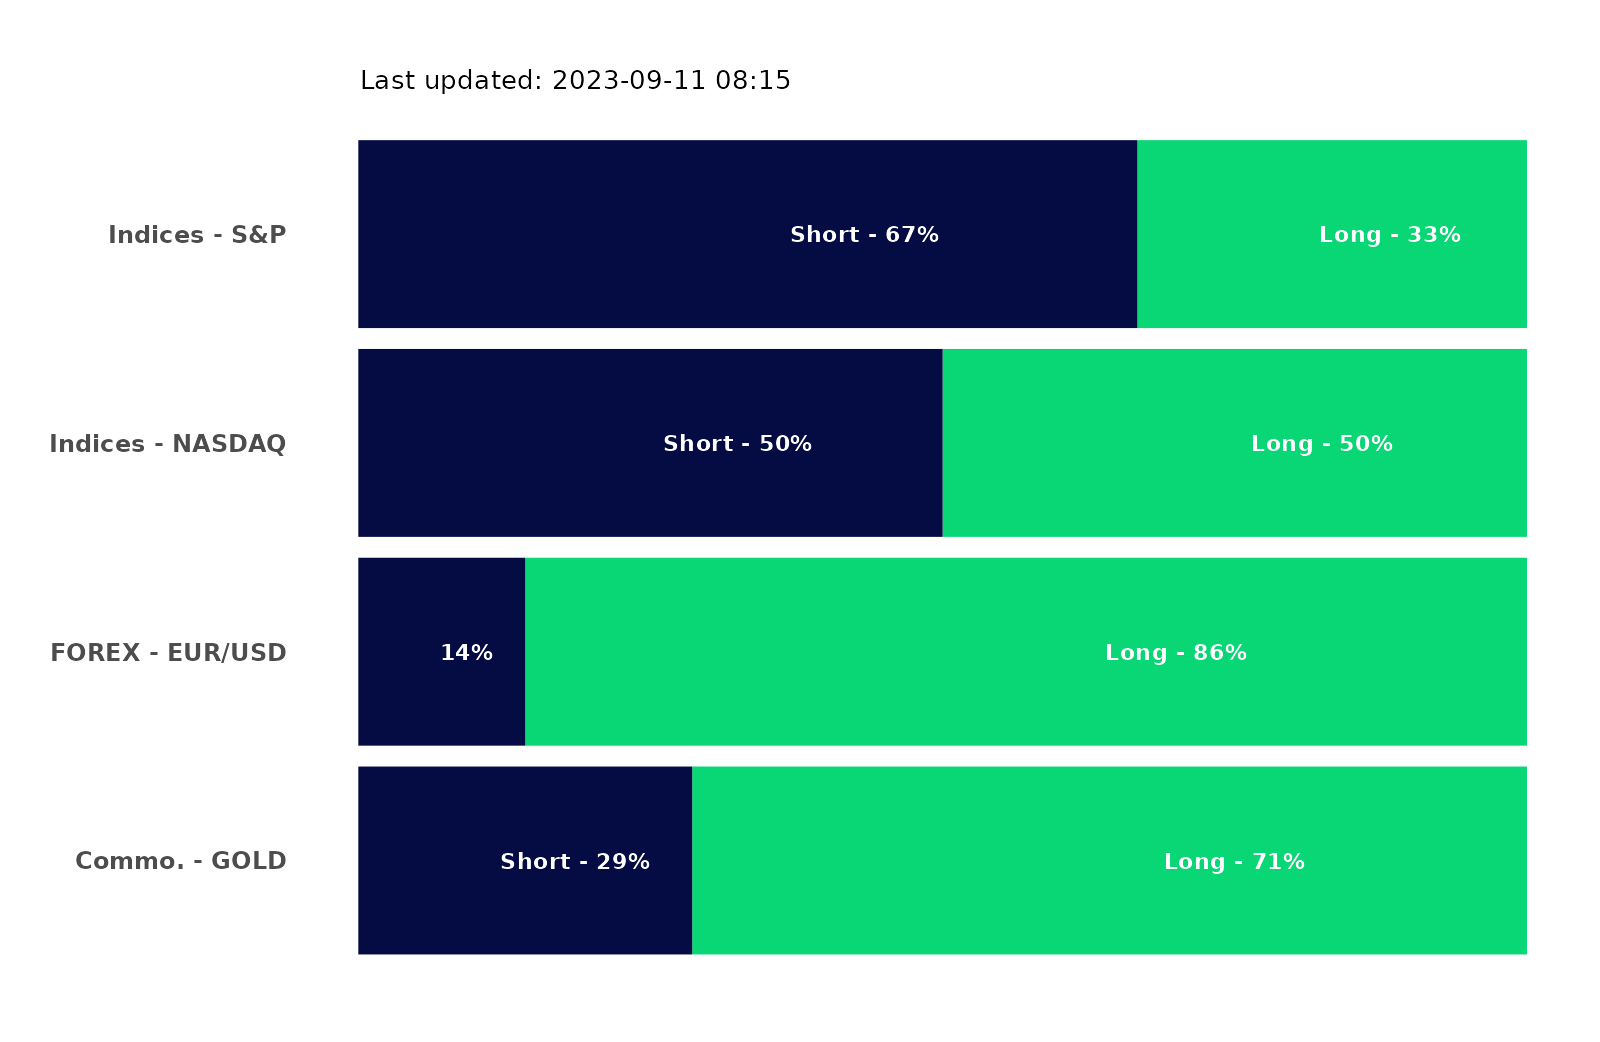 Last updated: 2023-09-11 08:15
Indices - S&P
Short - 67%
Long - 33%
Indices - NASDAQ
Short - 50%
Long - 50%
FOREX - EUR/USD
14%
Long - 86%
Commo. - GOLD
Short - 29%
Long - 71%